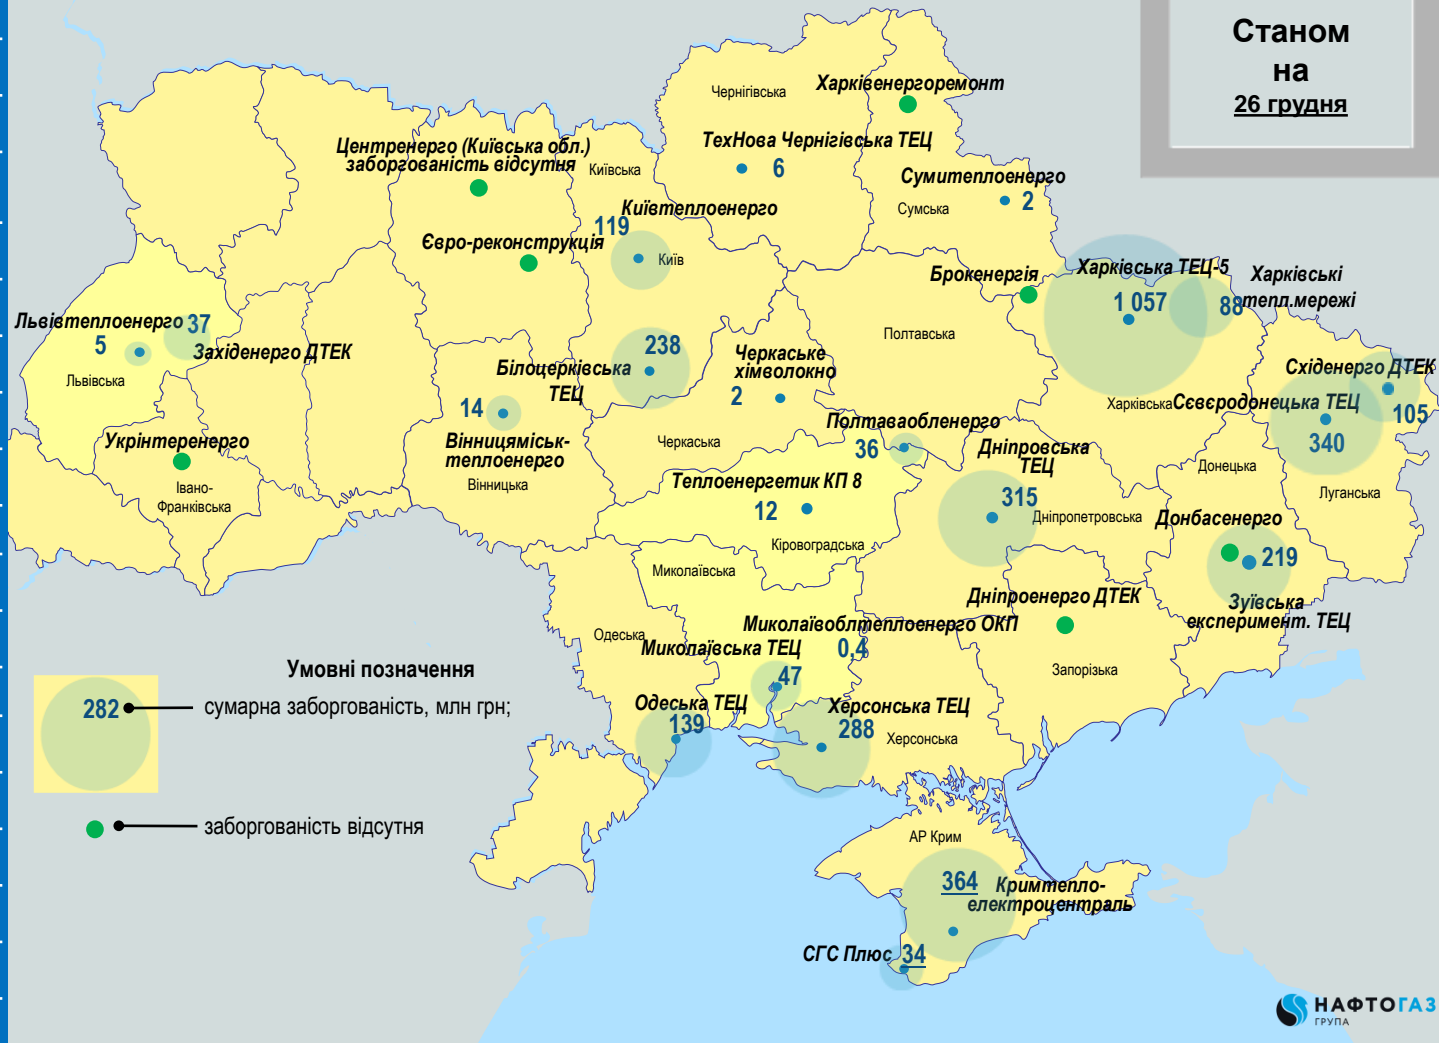 Станом
на
26 грудня
Чернігівська
Харківенергоремонт
Центренерго (Київська обл.)
заборгованість відсутня
Київська
ТехНова Чернігівська ТЕЦ
6
Сумитеплоенерго
2
Сумська
Київтеплоенерго
119
Київ
Євро-реконструкція
Брокенергія
Харківська ТЕЦ-5
1 057
Харківські
тепл.мережі
88
Львівтеплоенерго
37
5
Західенерго ДТЕК
Львівська
Полтавська
238
Білоцерківська
ТЕЦ
Черкаське
хімволокно
2
Східенерго ДТЕК
105
Харківська
Сєвєродонецька ТЕЦ
340
14
Вінницяміськ-
теплоенерго
Вінницька
Черкаська
Полтаваобленерго
36
Дніпровська
ТЕЦ
315
Дніпропетровська
Донецька
Луганська
Укрінтеренерго
Івано-
Франківська
Теплоенергетик КП 8
12
Кіровоградська
Донбасенерго
219
Зуївська
експеримент. ТЕЦ
Миколаївська
Дніпроенерго ДТЕК
Одеська
Миколаївоблтеплоенерго ОКП
0,4
Миколаївська ТЕЦ
47
Запорізька
Одеська ТЕЦ
139
Херсонська ТЕЦ
288
Херсонська
Умовні позначення
282
сумарна заборгованість, млн грн;
заборгованість відсутня
АР Крим
364
Кримтепло-
електроцентраль
СГС Плюс
34
НАФТОГАЗ
ГРУПА